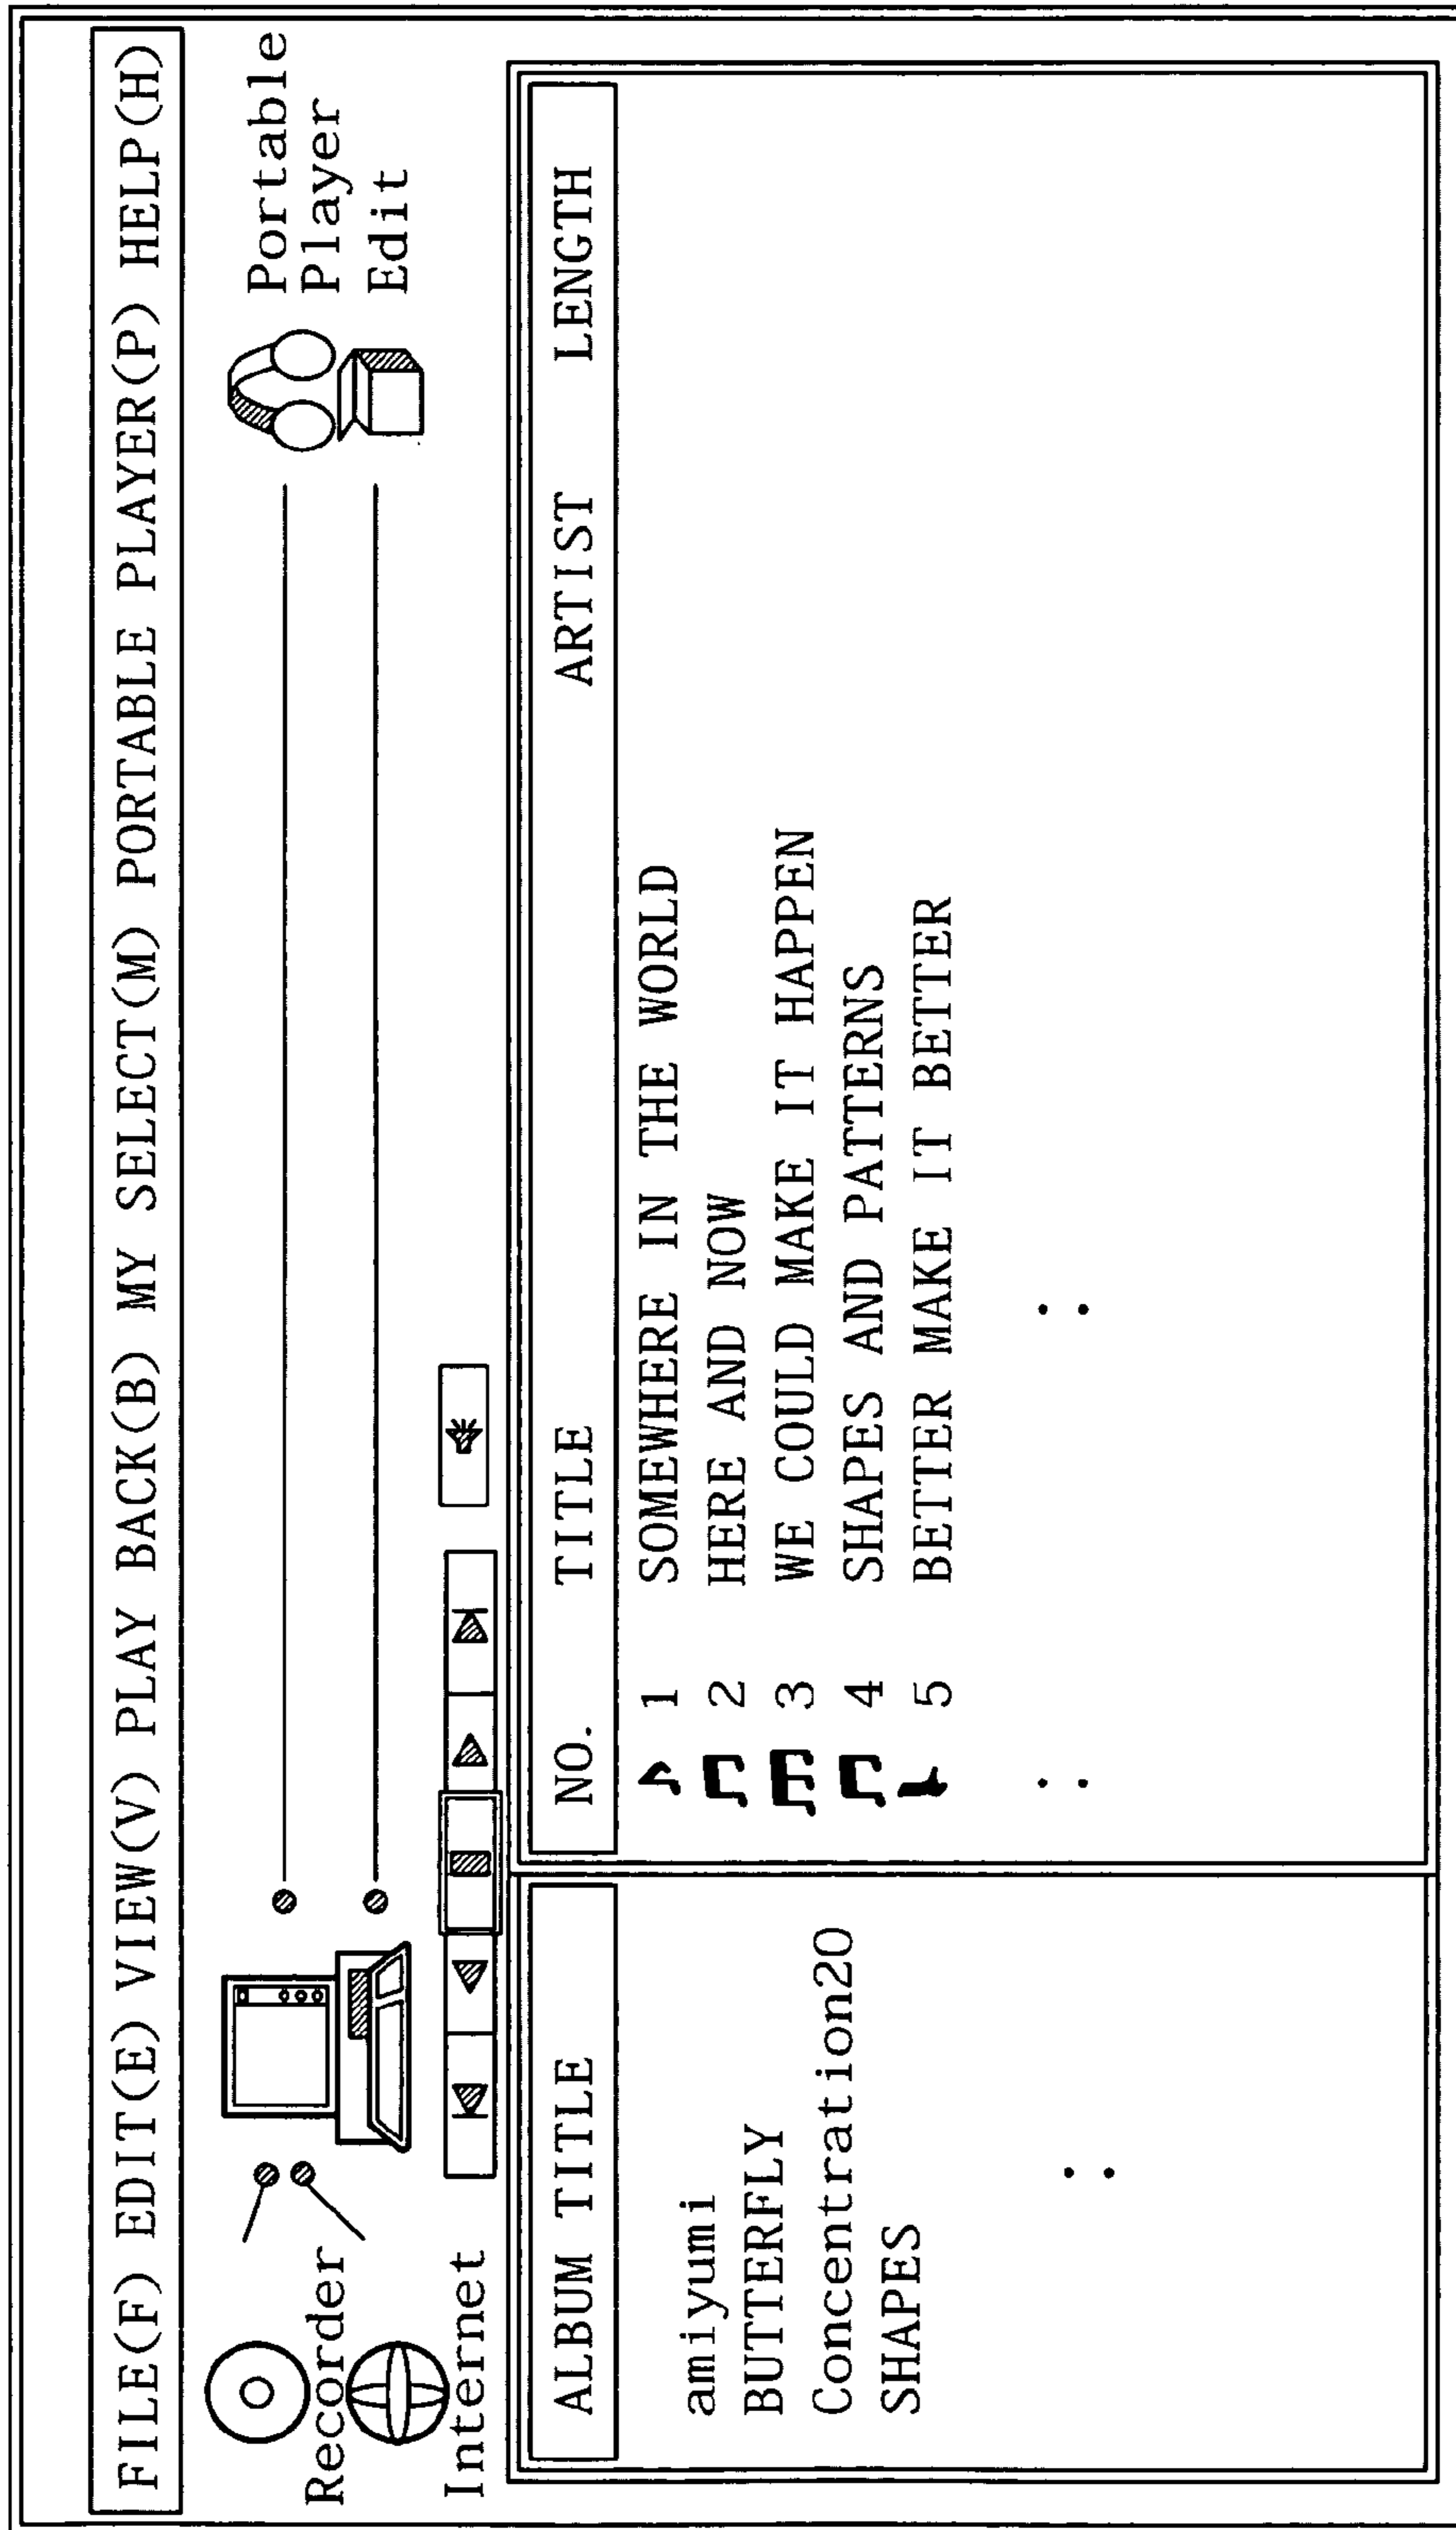 FILE(F) EDIT(E) VIEW(V) PLAY BACK(B) MY SELECT(M) PORTABLE PLAYER(P) HELP(H)
Recorder
Internet
Portable
Player
Edit
ALBUM TITLE
amiyumi
BUTTERFLY
Concentration20
SHAPES
NO. TITLE ARTIST LENGTH
1 SOMEWHERE IN THE WORLD
2 HERE AND NOW
3 WE COULD MAKE IT HAPPEN
4 SHAPES AND PATTERNS
5 BETTER MAKE IT BETTER